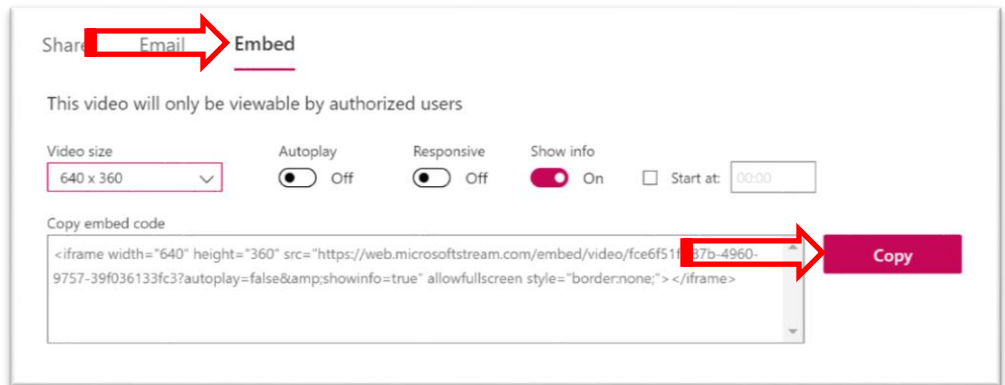 Share Email Embed
This video will only be viewable by authorized users
Video size Autoplay Responsive Show info
640 x 360 Off Off On Start at: 00:00
Copy embed code
<iframe width="640" height="360" src="https://web.microsoftstream.com/embed/video/fce6f51f 37b-4960-
9757-39f036133fc3?autoplay=false&amp;showinfo=true" allowfullscreen style="border:none;"></iframe>
Copy